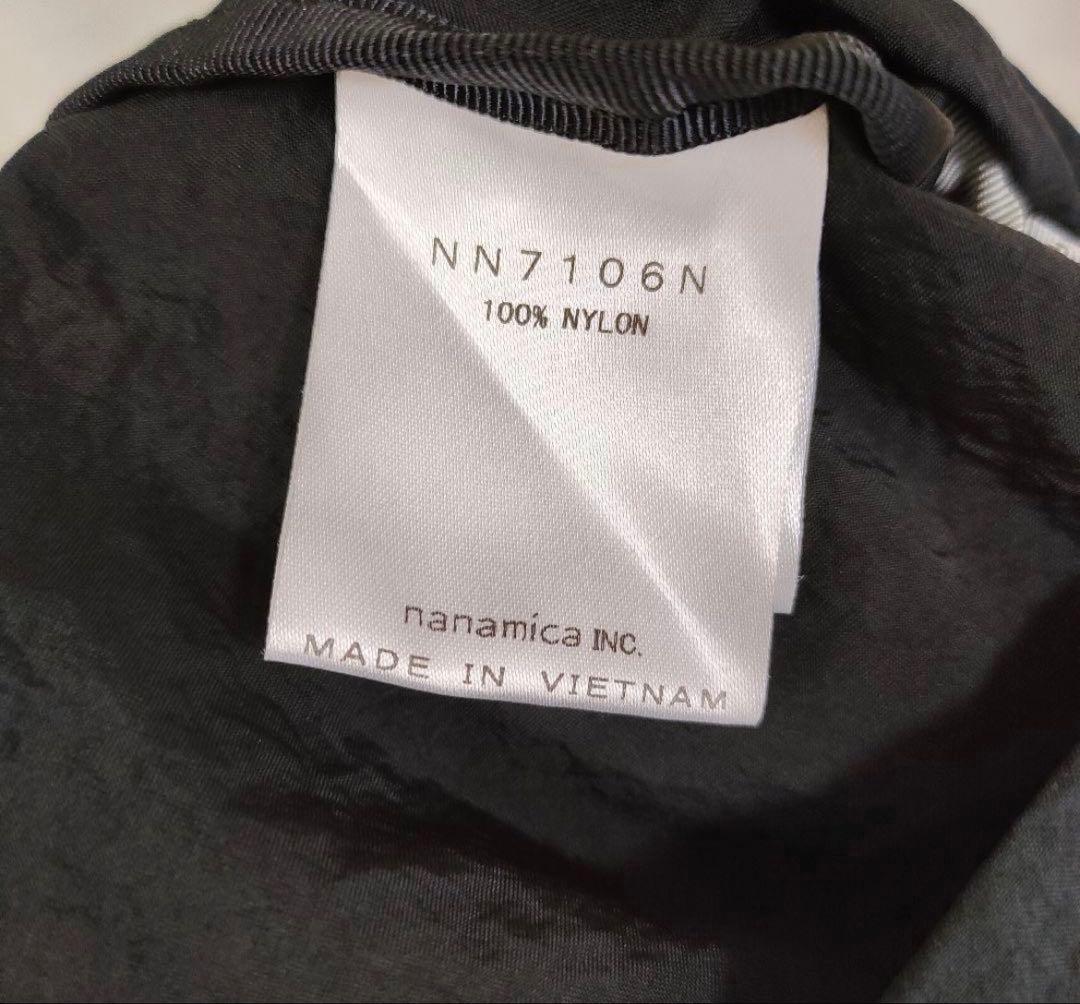 NN7106N
100% NYLON
nanamica INC.
MADE IN VIETNAM